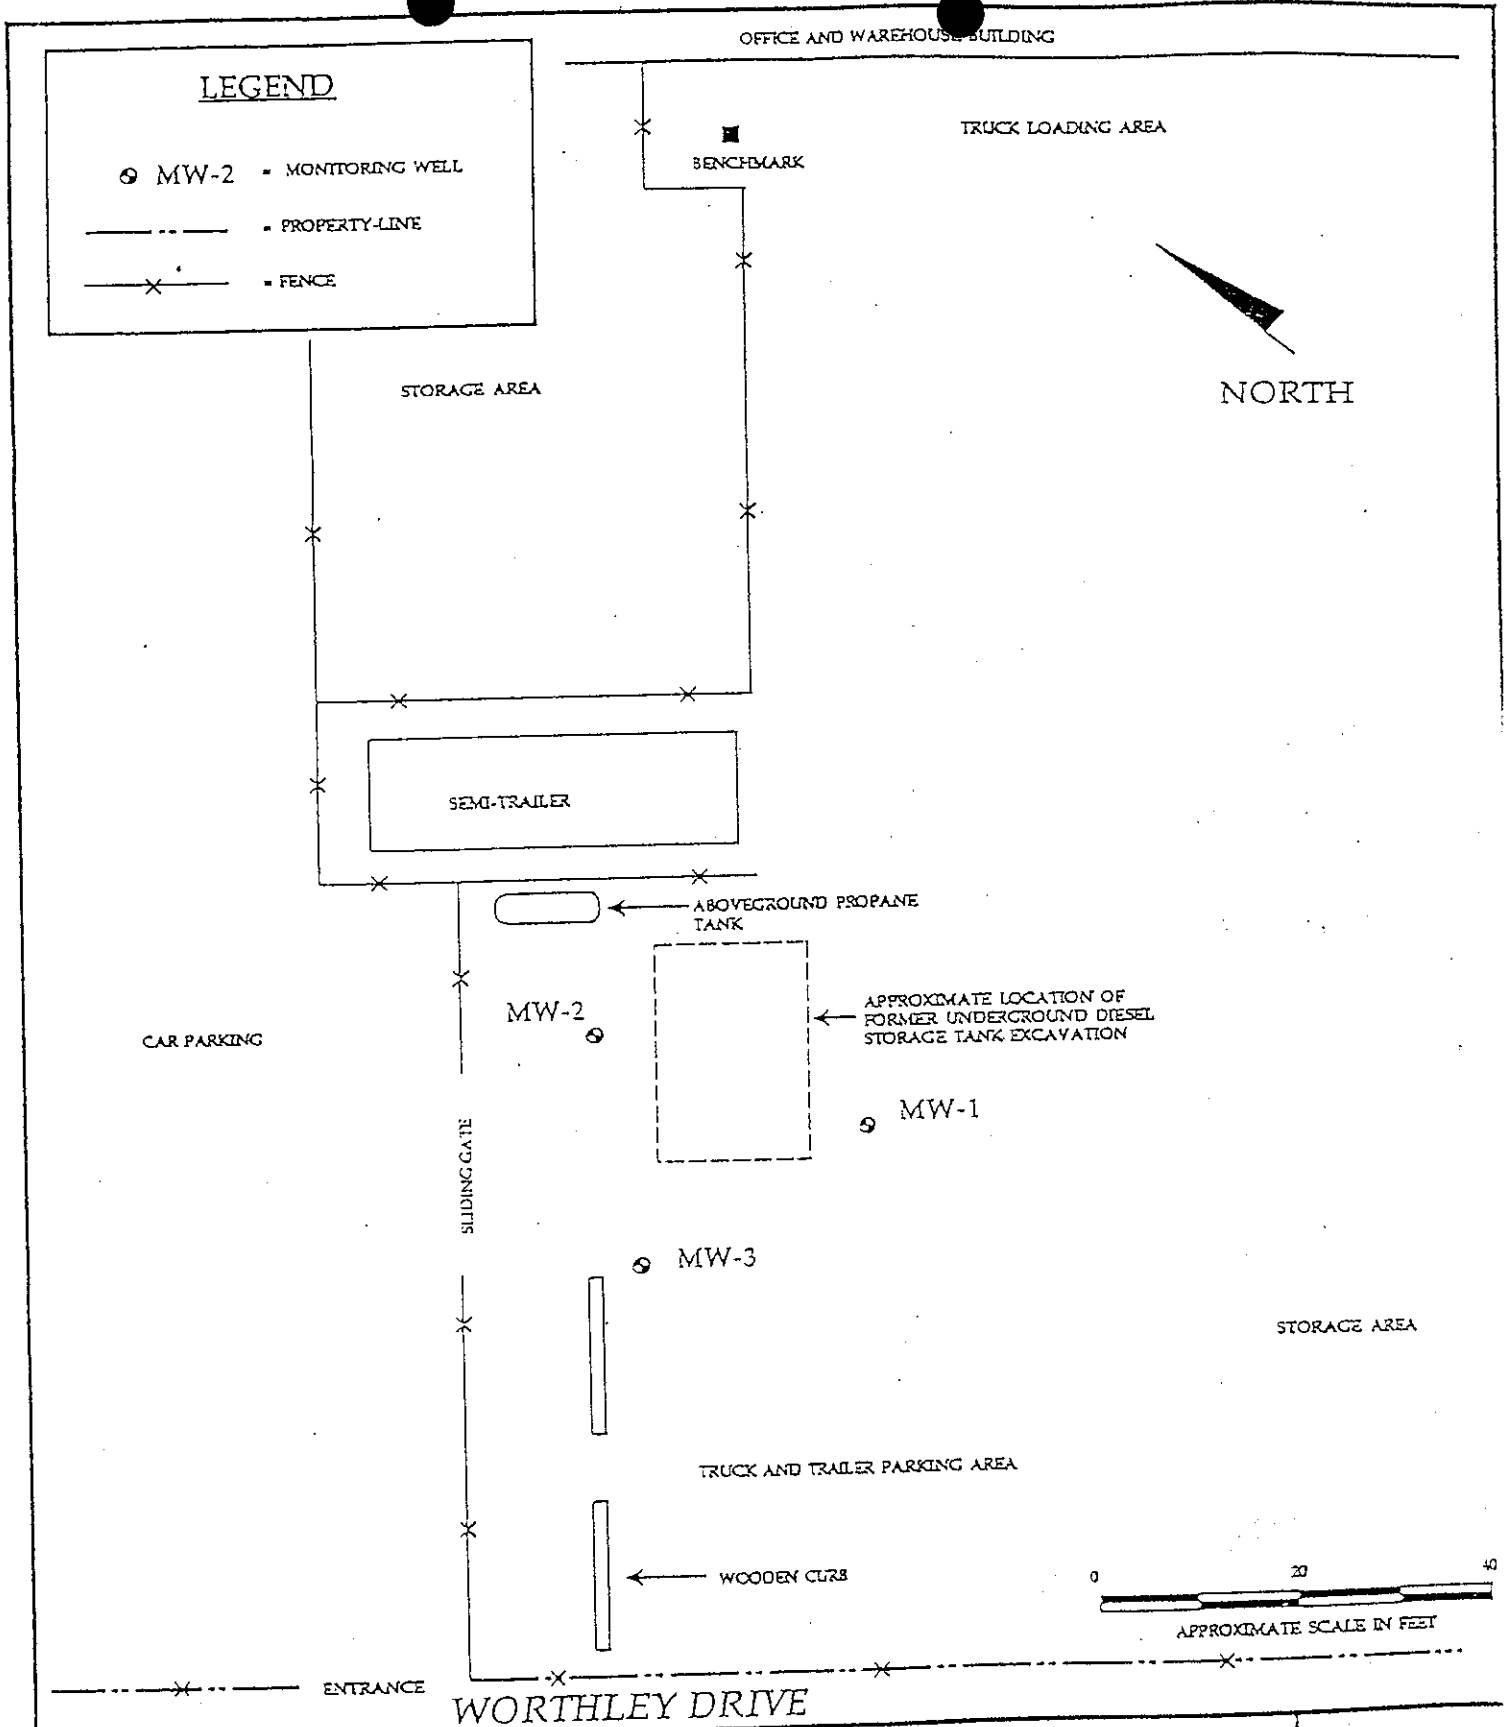 OFFICE AND WAREHOUSE BUILDING
LEGEND
MW-2 = MONITORING WELL
= PROPERTY-LINE
= FENCE
BENCHMARK
TRUCK LOADING AREA
NORTH
STORAGE AREA
SEMI-TRAILER
ABOVEGROUND PROPANE
TANK
MW-2
APPROXIMATE LOCATION OF
FORMER UNDERGROUND DIESEL
STORAGE TANK EXCAVATION
CAR PARKING
MW-1
SLIDING GATE
MW-3
STORAGE AREA
TRUCK AND TRAILER PARKING AREA
WOODEN CURB
0 20 40
APPROXIMATE SCALE IN FEET
ENTRANCE
WORTHLEY DRIVE